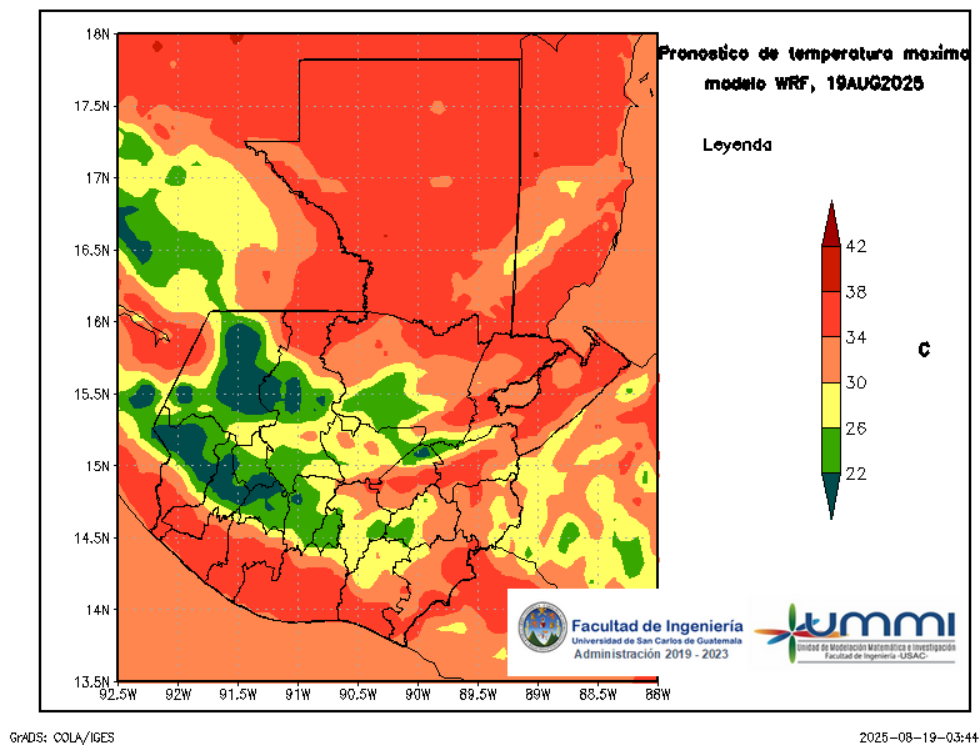 Pronostico de temperatura maxima
modelo WRF, 19AUG2025
Leyenda
42
38
34
30
26
22
C
18N
17.5N
17N
16.5N
16N
15.5N
15N
14.5N
14N
13.5N
92.5W 92W 91.5W 91W 90.5W 90W 89.5W 89W 88.5W 88W
Facultad de Ingeniería
Universidad de San Carlos de Guatemala
Administración 2019 - 2023
ummi
Unidad de Modelación Matemática e Investigación
Facultad de Ingeniería -USAC-
GrADS: COLA/IGES
2025-08-19-03:44